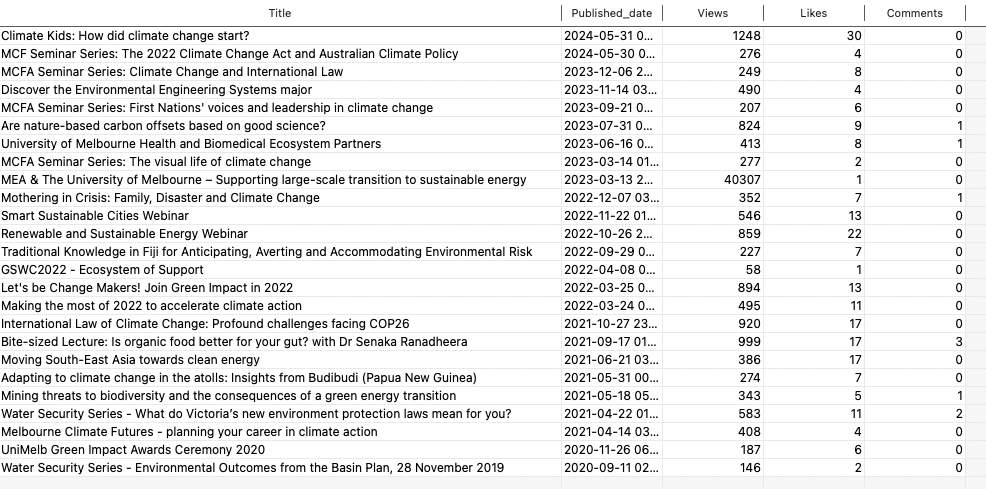 Title Published_date Views Likes Comments
Climate Kids: How did climate change start? 2024-05-31 0... 1248 30 0
MCF Seminar Series: The 2022 Climate Change Act and Australian Climate Policy 2024-05-30 0... 276 4 0
MCFA Seminar Series: Climate Change and International Law 2023-12-06 2... 249 8 0
Discover the Environmental Engineering Systems major 2023-11-14 03... 490 4 0
MCFA Seminar Series: First Nations' voices and leadership in climate change 2023-09-21 0... 207 6 0
Are nature-based carbon offsets based on good science? 2023-07-31 0... 824 9 1
University of Melbourne Health and Biomedical Ecosystem Partners 2023-06-16 0... 413 8 1
MCFA Seminar Series: The visual life of climate change 2023-03-14 01... 277 2 0
MEA & The University of Melbourne – Supporting large-scale transition to sustainable energy 2023-03-13 2... 40307 1 0
Mothering in Crisis: Family, Disaster and Climate Change 2022-12-07 03... 352 7 1
Smart Sustainable Cities Webinar 2022-11-22 01... 546 13 0
Renewable and Sustainable Energy Webinar 2022-10-26 2... 859 22 0
Traditional Knowledge in Fiji for Anticipating, Averting and Accommodating Environmental Risk 2022-09-29 0... 227 7 0
GSWC2022 - Ecosystem of Support 2022-04-08 0... 58 1 0
Let's be Change Makers! Join Green Impact in 2022 2022-03-25 0... 894 13 0
Making the most of 2022 to accelerate climate action 2022-03-24 0... 495 11 0
International Law of Climate Change: Profound challenges facing COP26 2021-10-27 23... 920 17 0
Bite-sized Lecture: Is organic food better for your gut? with Dr Senaka Ranadheera 2021-09-17 01... 999 17 3
Moving South-East Asia towards clean energy 2021-06-21 03... 386 17 0
Adapting to climate change in the atolls: Insights from Budibudi (Papua New Guinea) 2021-05-31 00... 274 7 0
Mining threats to biodiversity and the consequences of a green energy transition 2021-05-18 05... 343 5 1
Water Security Series - What do Victoria’s new environment protection laws mean for you? 2021-04-22 01... 583 11 2
Melbourne Climate Futures - planning your career in climate action 2021-04-14 03... 408 4 0
UniMelb Green Impact Awards Ceremony 2020 2020-11-26 06... 187 6 0
Water Security Series - Environmental Outcomes from the Basin Plan, 28 November 2019 2020-09-11 02... 146 2 0